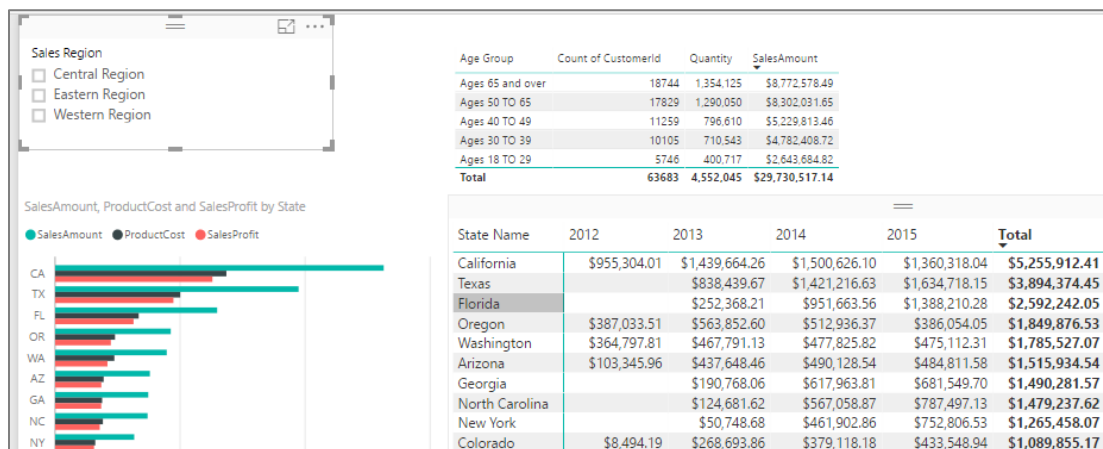 Sales Region
Central Region
Eastern Region
Western Region
Age Group Count of CustomerId Quantity SalesAmount
Ages 65 and over 18744 1,354,125 $8,772,578.49
Ages 50 TO 65 17829 1,290,050 $8,302,031.65
Ages 40 TO 49 11259 796,610 $5,229,813.46
Ages 30 TO 39 10105 710,543 $4,782,408.72
Ages 18 TO 29 5746 400,717 $2,643,684.82
Total 63683 4,552,045 $29,730,517.14
SalesAmount, ProductCost and SalesProfit by State
SalesAmount ProductCost SalesProfit
CA
TX
FL
OR
WA
AZ
GA
NC
NY
State Name 2012 2013 2014 2015 Total
California $955,304.01 $1,439,664.26 $1,500,626.10 $1,360,318.04 $5,255,912.41
Texas $838,439.67 $1,421,216.63 $1,634,718.15 $3,894,374.45
Florida $252,368.21 $951,663.56 $1,388,210.28 $2,592,242.05
Oregon $387,033.51 $563,852.60 $512,936.37 $386,054.05 $1,849,876.53
Washington $364,797.81 $467,791.13 $477,825.82 $475,112.31 $1,785,527.07
Arizona $103,345.96 $437,648.46 $490,128.54 $484,811.58 $1,515,934.54
Georgia $190,768.06 $617,963.81 $681,549.70 $1,490,281.57
North Carolina $124,681.62 $567,058.87 $787,497.13 $1,479,237.62
New York $50,748.68 $461,902.86 $752,806.53 $1,265,458.07
Colorado $8,494.19 $268,693.86 $379,118.18 $433,548.94 $1,089,855.17